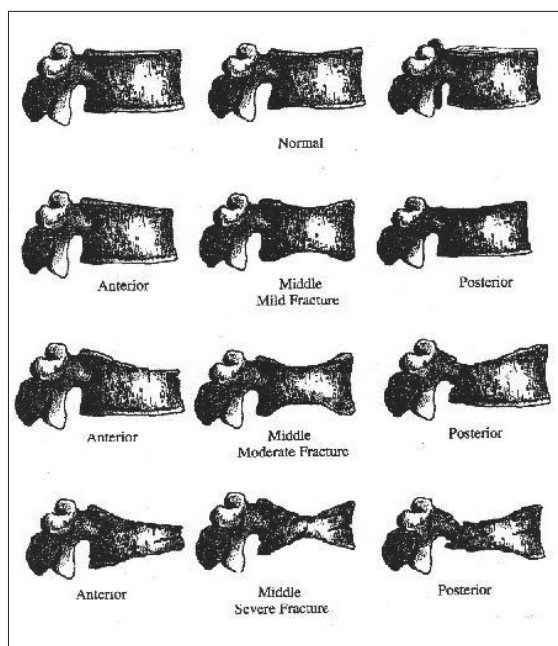 Normal
Anterior
Middle
Posterior
Mild Fracture
Anterior
Middle
Posterior
Moderate Fracture
Anterior
Middle
Posterior
Severe Fracture